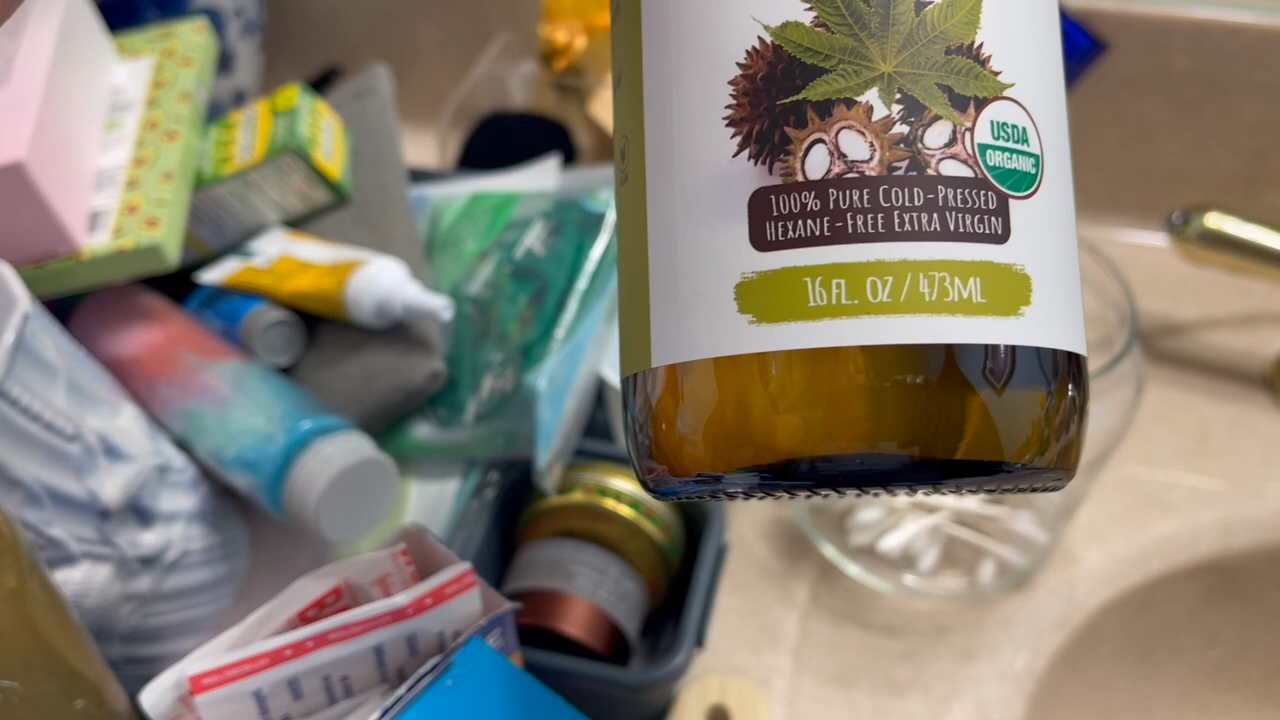 USDA
ORGANIC
100% PURE COLD-PRESSED
HEXANE-FREE EXTRA VIRGIN
16 FL. OZ / 473ML